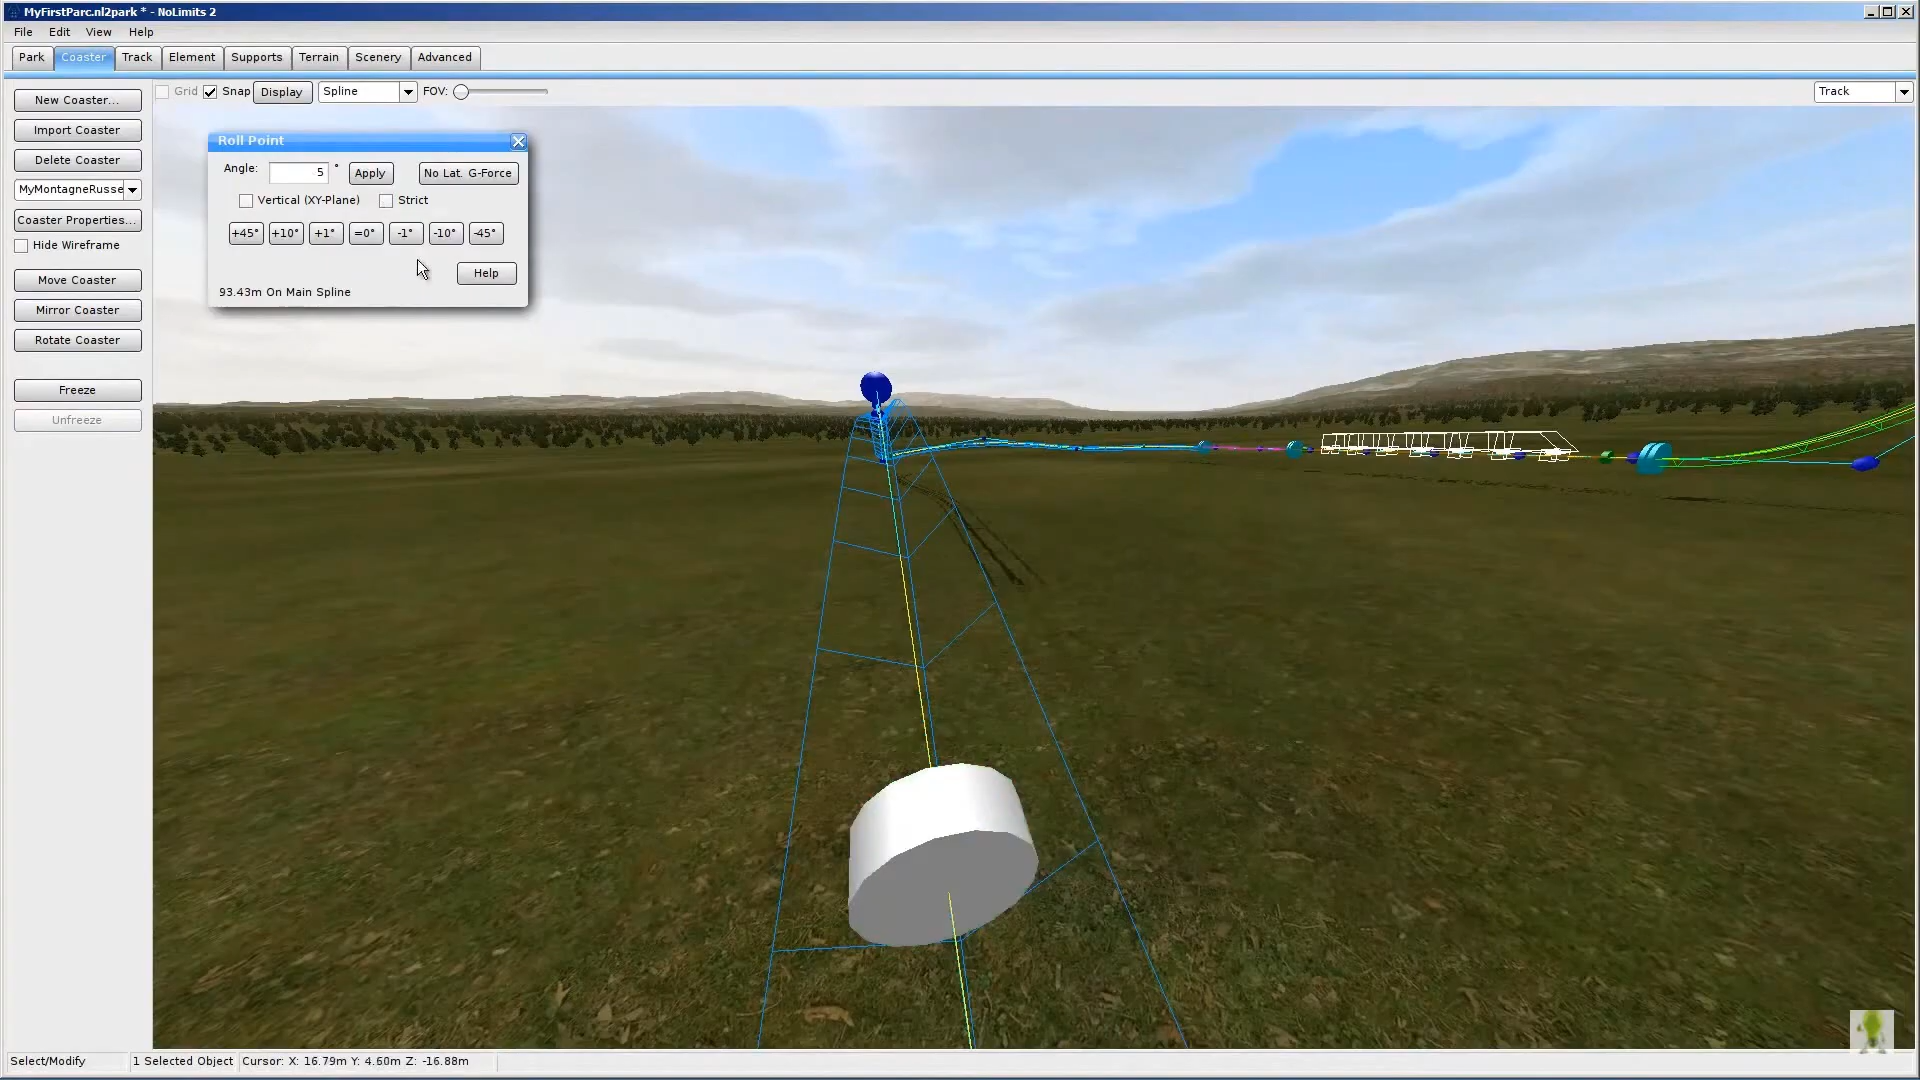 MyFirstParc.nl2park * - NoLimits 2
File Edit View Help
Park Coaster Track Element Supports Terrain Scenery Advanced
New Coaster...
Import Coaster
Delete Coaster
MyMontagneRusse
Coaster Properties...
Hide Wireframe
Move Coaster
Mirror Coaster
Rotate Coaster
Freeze
Unfreeze
Grid Snap Display Spline FOV: Track
Roll Point
Angle: 5 ° Apply No Lat. G-Force
Vertical (XY-Plane) Strict
+45° +10° +1° =0° -1° -10° -45°
Help
93.43m On Main Spline
Select/Modify 1 Selected Object Cursor: X: 16.79m Y: 4.60m Z: -16.88m